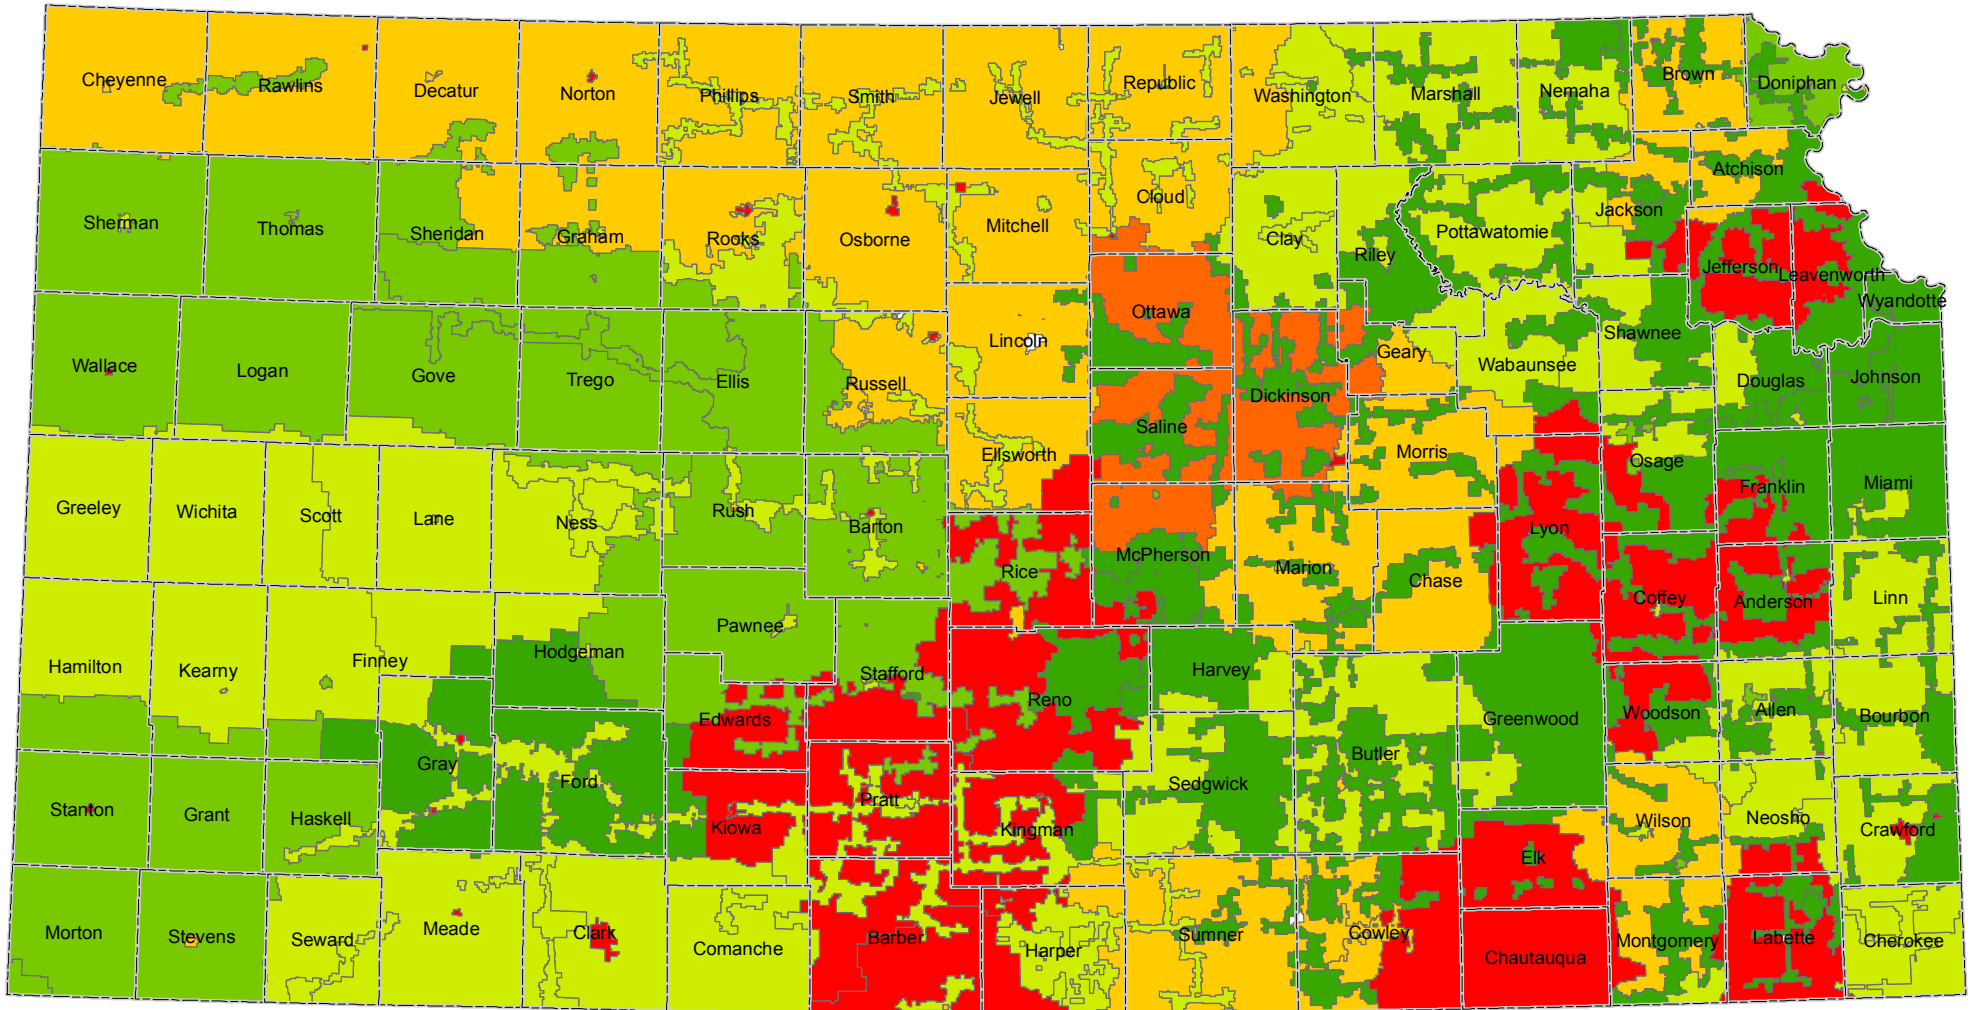 Cheyenne
Rawlins
Decatur
Norton
Phillips
Smith
Jewell
Republic
Washington
Marshall
Nemaha
Brown
Doniphan
Sherman
Thomas
Sheridan
Graham
Rooks
Osborne
Mitchell
Cloud
Clay
Riley
Pottawatomie
Jackson
Atchison
Jefferson
Leavenworth
Wyandotte
Wallace
Logan
Gove
Trego
Ellis
Russell
Lincoln
Ottawa
Dickinson
Geary
Wabaunsee
Shawnee
Douglas
Johnson
Greeley
Wichita
Scott
Lane
Ness
Rush
Barton
Ellsworth
Saline
Morris
Osage
Franklin
Miami
Rice
McPherson
Marion
Chase
Lyon
Coffey
Anderson
Linn
Hamilton
Kearny
Finney
Hodgeman
Pawnee
Stafford
Edwards
Reno
Harvey
Butler
Greenwood
Woodson
Allen
Bourbon
Stanton
Grant
Haskell
Gray
Ford
Kiowa
Pratt
Kingman
Sedgwick
Elk
Wilson
Neosho
Crawford
Morton
Stevens
Seward
Meade
Clark
Comanche
Barber
Harper
Sumner
Cowley
Chautauqua
Montgomery
Labette
Cherokee